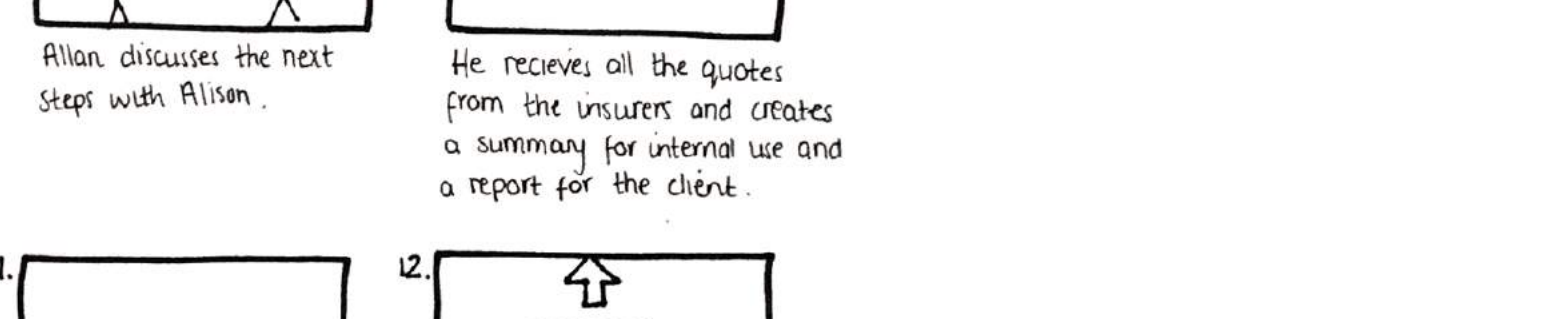 Allan discusses the next
steps with Alison.
He recieves all the quotes
from the insurers and creates
a summary for internal use and
a report for the client.
12.